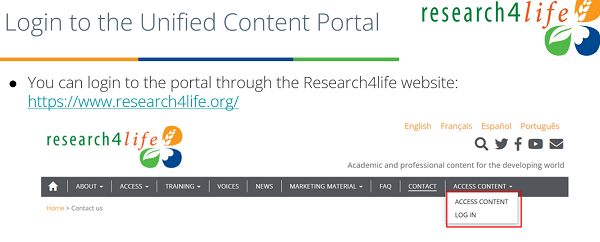 Login to the Unified Content Portal
research4life
● You can login to the portal through the Research4life website:
https://www.research4life.org/
research4life
English Français Español Português
Academic and professional content for the developing world
ABOUT ACCESS TRAINING VOICES NEWS MARKETING MATERIAL FAQ CONTACT ACCESS CONTENT
ACCESS CONTENT
LOG IN
Home > Contact us